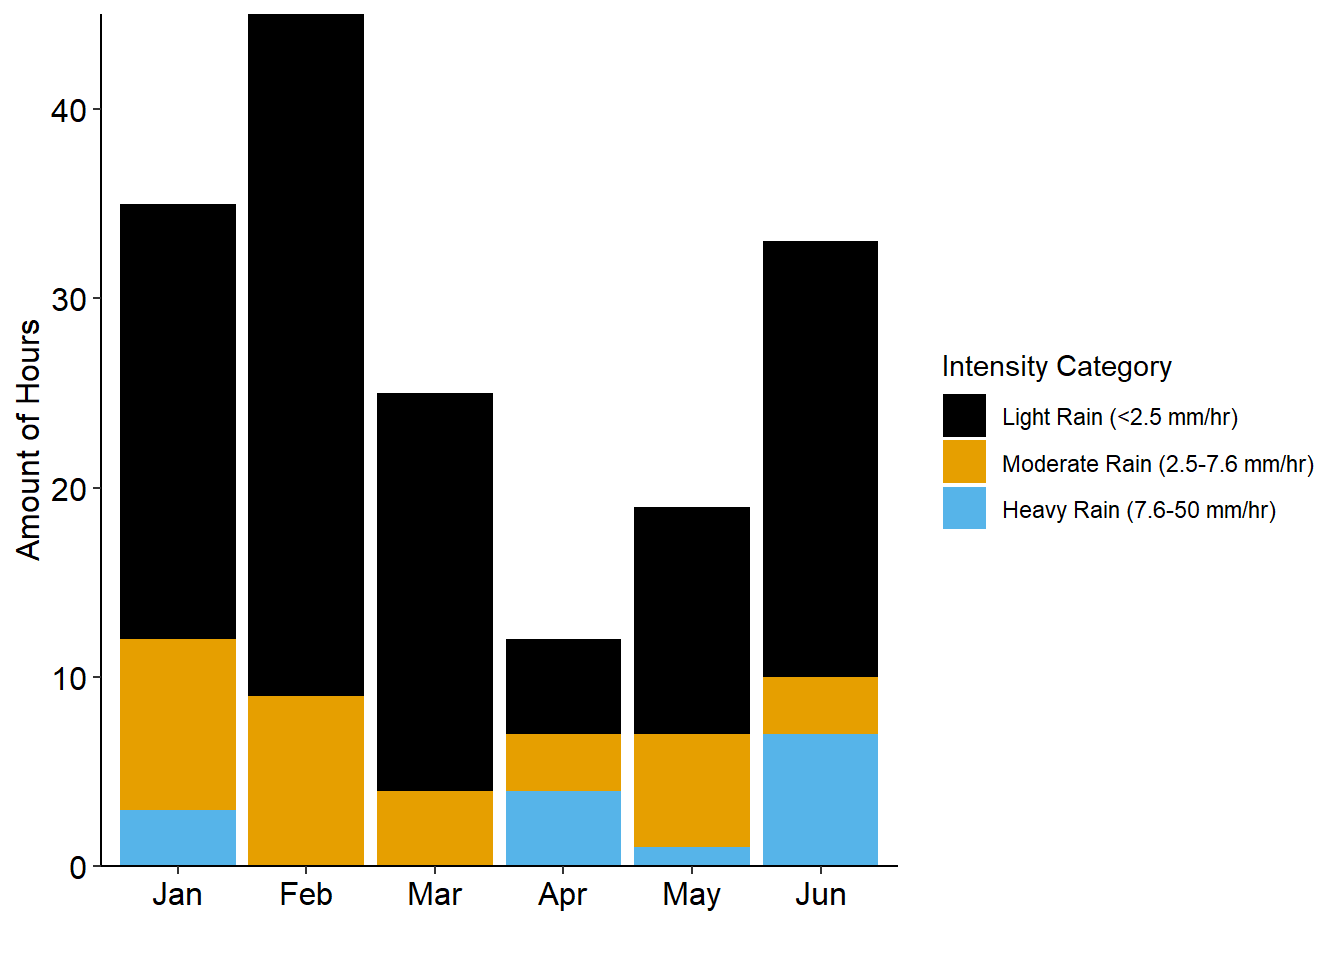 Amount of Hours
40
30
20
10
0
Jan Feb Mar Apr May Jun
Intensity Category
Light Rain (<2.5 mm/hr)
Moderate Rain (2.5-7.6 mm/hr)
Heavy Rain (7.6-50 mm/hr)